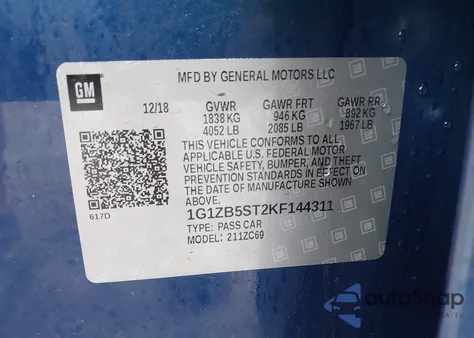 GM
MFD BY GENERAL MOTORS LLC
12/18 GVWR GAWR FRT GAWR RR
1838 KG 946 KG 892 KG
4052 LB 2085 LB 1967 LB
THIS VEHICLE CONFORMS TO ALL
APPLICABLE U.S. FEDERAL MOTOR
VEHICLE SAFETY, BUMPER, AND THEFT
PREVENTION STANDARDS IN EFFECT ON
THE DATE OF MANUFACTURE SHOWN
ABOVE.
617D
1G1ZB5ST2KF144311
TYPE: PASS CAR
MODEL: 211ZC69
autoSnap